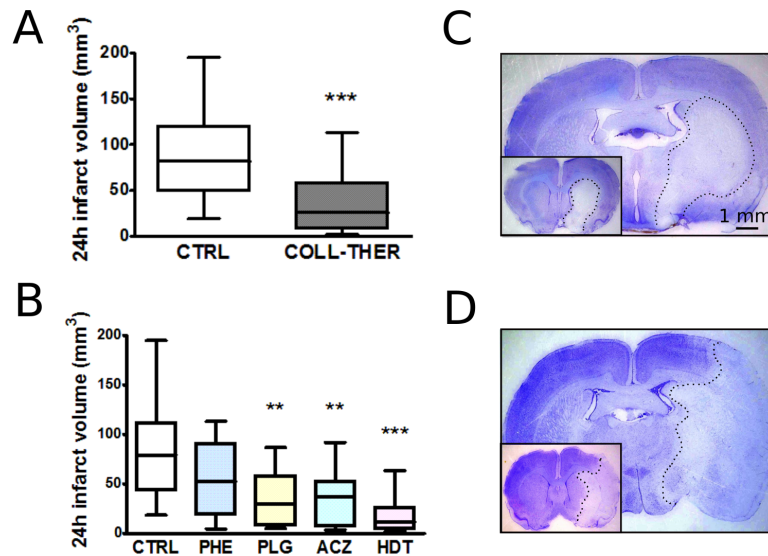 A
24h infarct volume (mm3)
200
150
100
50
0
***
CTRL COLL-THER
B
24h infarct volume (mm3)
200
150
100
50
0
** ** ***
CTRL PHE PLG ACZ HDT
C
1 mm
D